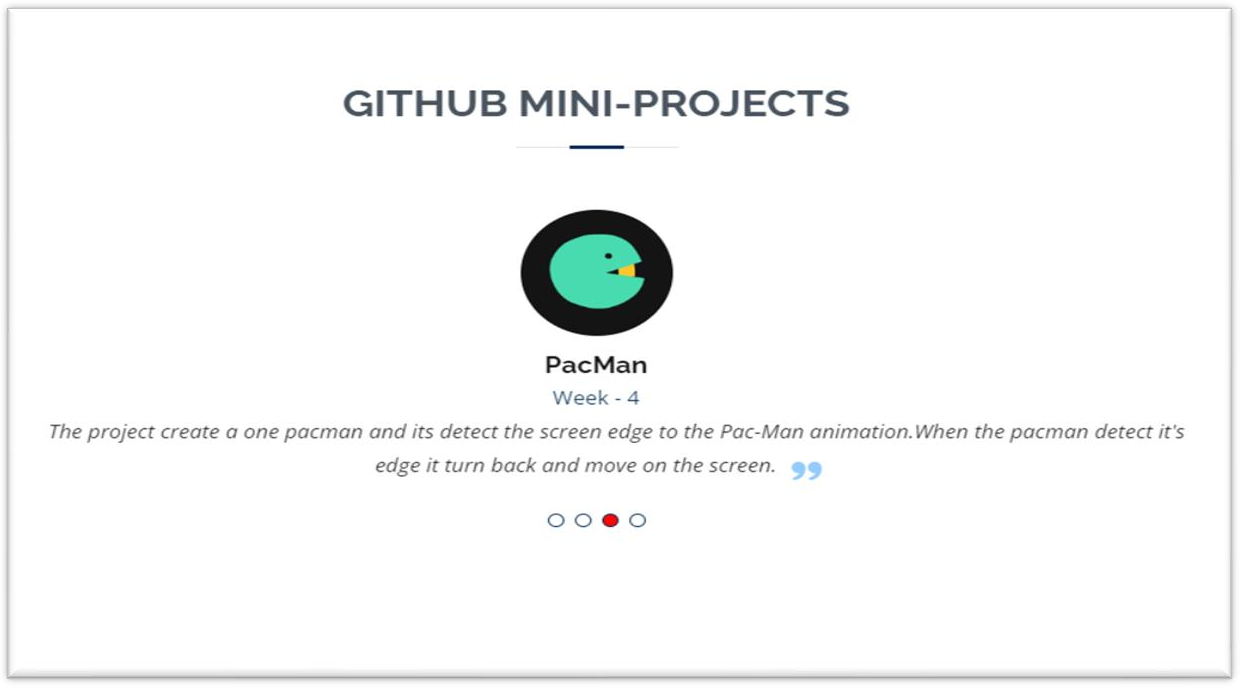 GITHUB MINI-PROJECTS
PacMan
Week - 4
The project create a one pacman and its detect the screen edge to the Pac-Man animation.When the pacman detect it's
edge it turn back and move on the screen. ”